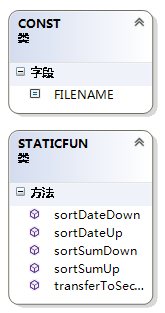 CONST
类
字段
FILENAME
STATICFUN
类
方法
sortDateDown
sortDateUp
sortSumDown
sortSumUp
transferToSec...